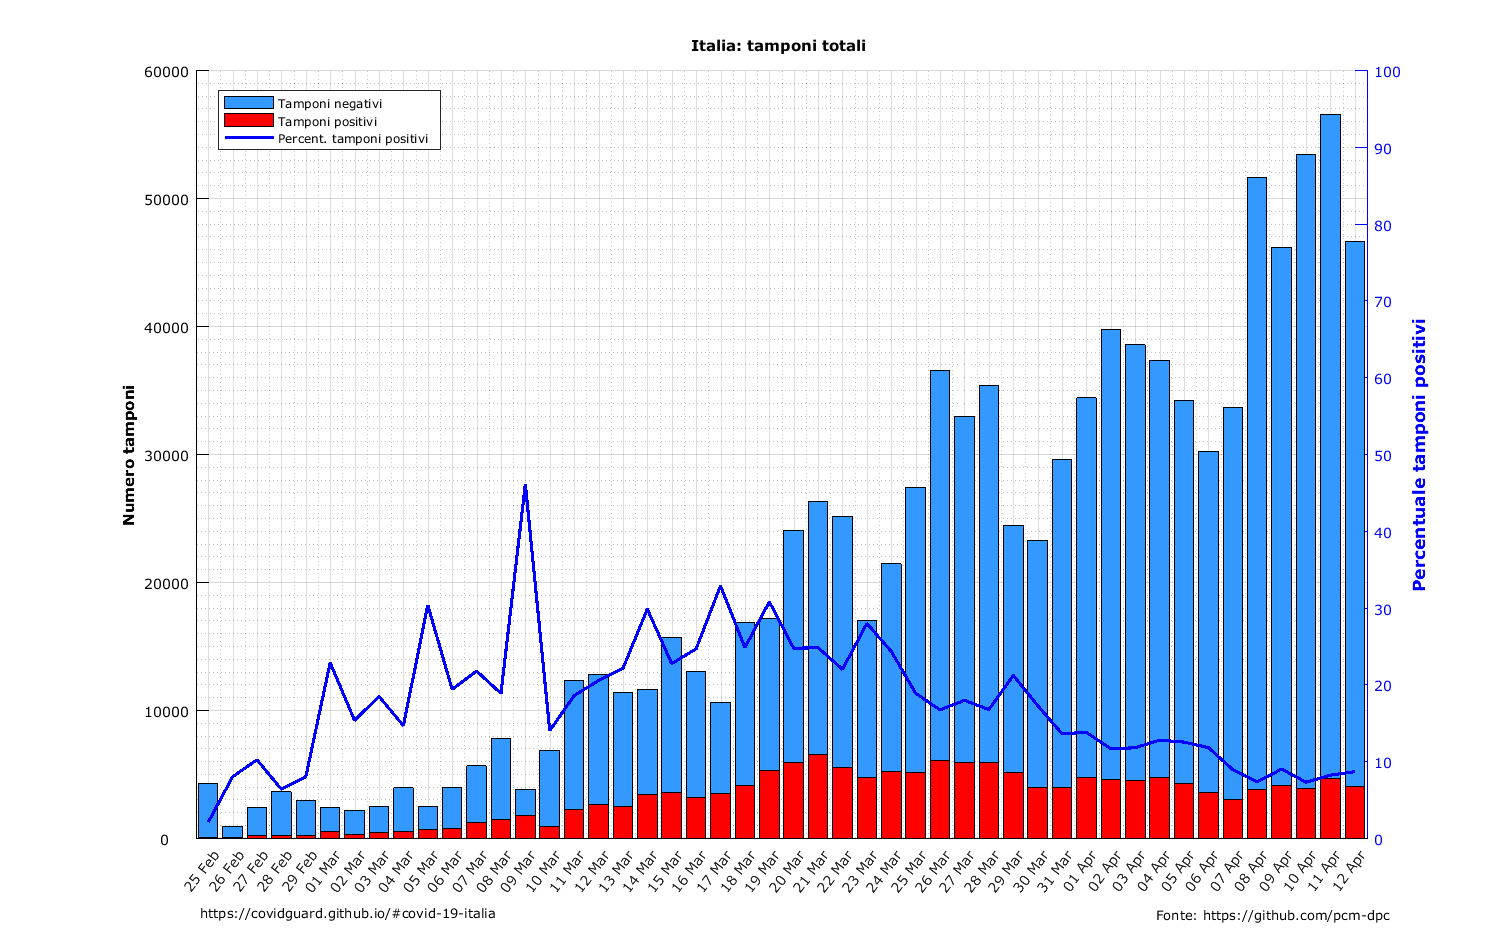 Italia: tamponi totali
Tamponi negativi
Tamponi positivi
Percent. tamponi positivi
Numero tamponi
60000
50000
40000
30000
20000
10000
0
Percentuale tamponi positivi
100
90
80
70
60
50
40
30
20
10
0
25 Feb
26 Feb
27 Feb
28 Feb
29 Feb
01 Mar
02 Mar
03 Mar
04 Mar
05 Mar
06 Mar
07 Mar
08 Mar
09 Mar
10 Mar
11 Mar
12 Mar
13 Mar
14 Mar
15 Mar
16 Mar
17 Mar
18 Mar
19 Mar
20 Mar
21 Mar
22 Mar
23 Mar
24 Mar
25 Mar
26 Mar
27 Mar
28 Mar
29 Mar
30 Mar
31 Mar
01 Apr
02 Apr
03 Apr
04 Apr
05 Apr
06 Apr
07 Apr
08 Apr
09 Apr
10 Apr
11 Apr
12 Apr
https://covidguard.github.io/#covid-19-italia
Fonte: https://github.com/pcm-dpc